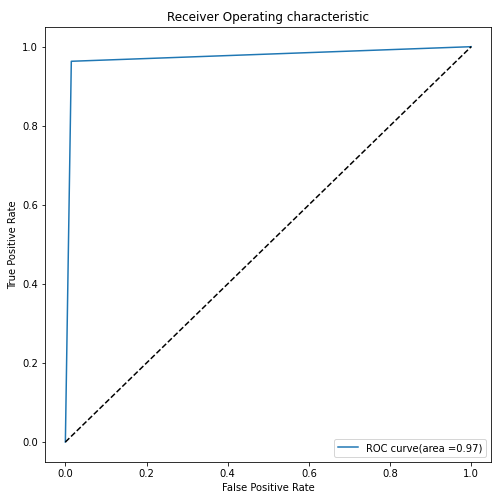 Receiver Operating characteristic
True Positive Rate
1.0
0.8
0.6
0.4
0.2
0.0
ROC curve(area =0.97)
0.0 0.2 0.4 0.6 0.8 1.0
False Positive Rate